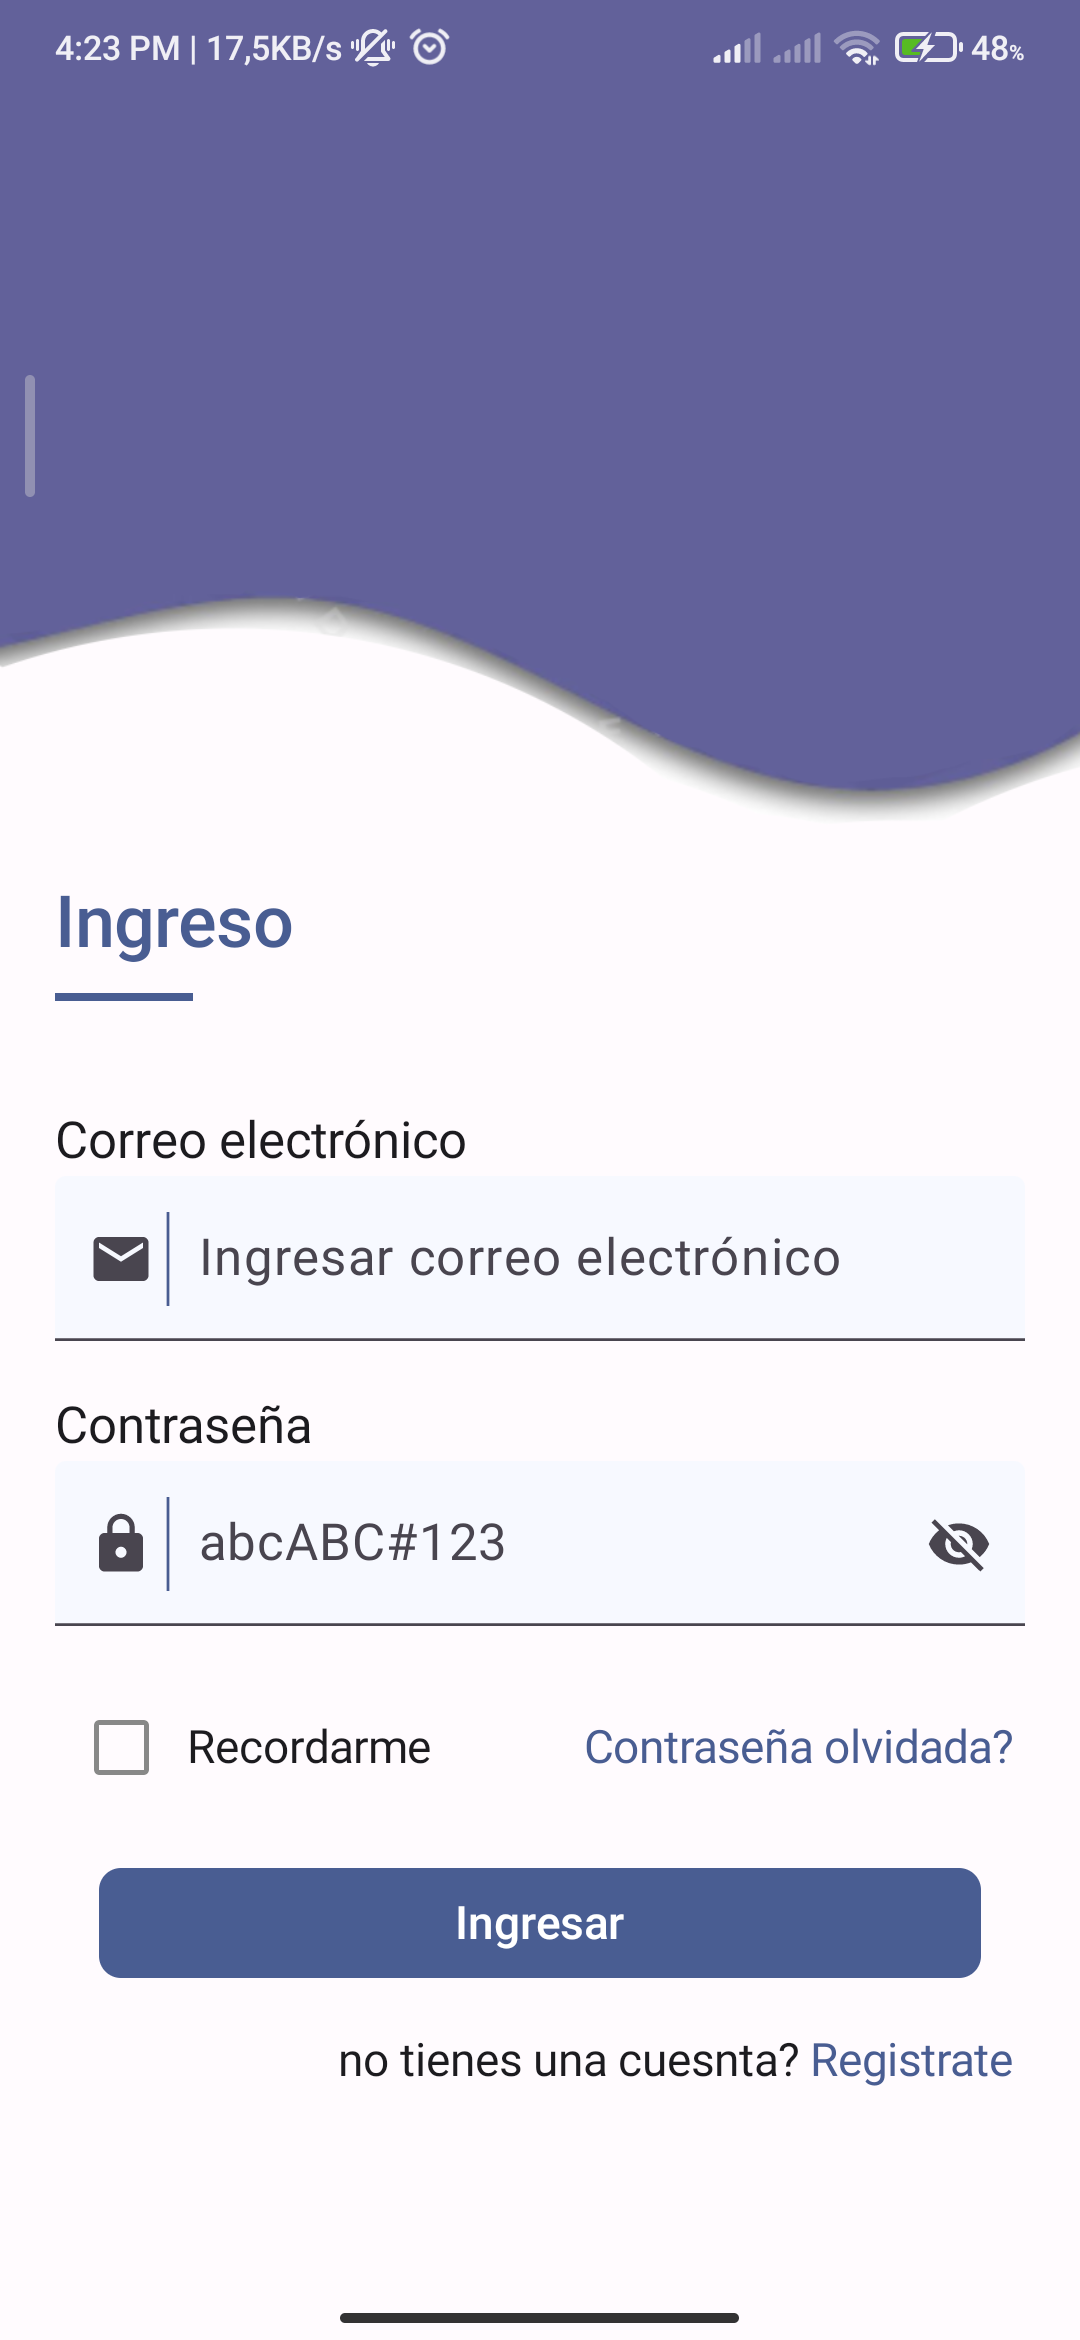 4:23 PM | 17,5KB/s 48%
Ingreso
Correo electrónico
Ingresar correo electrónico
Contraseña
abcABC#123
Recordarme Contraseña olvidada?
Ingresar
no tienes una cuesnta? Registrate